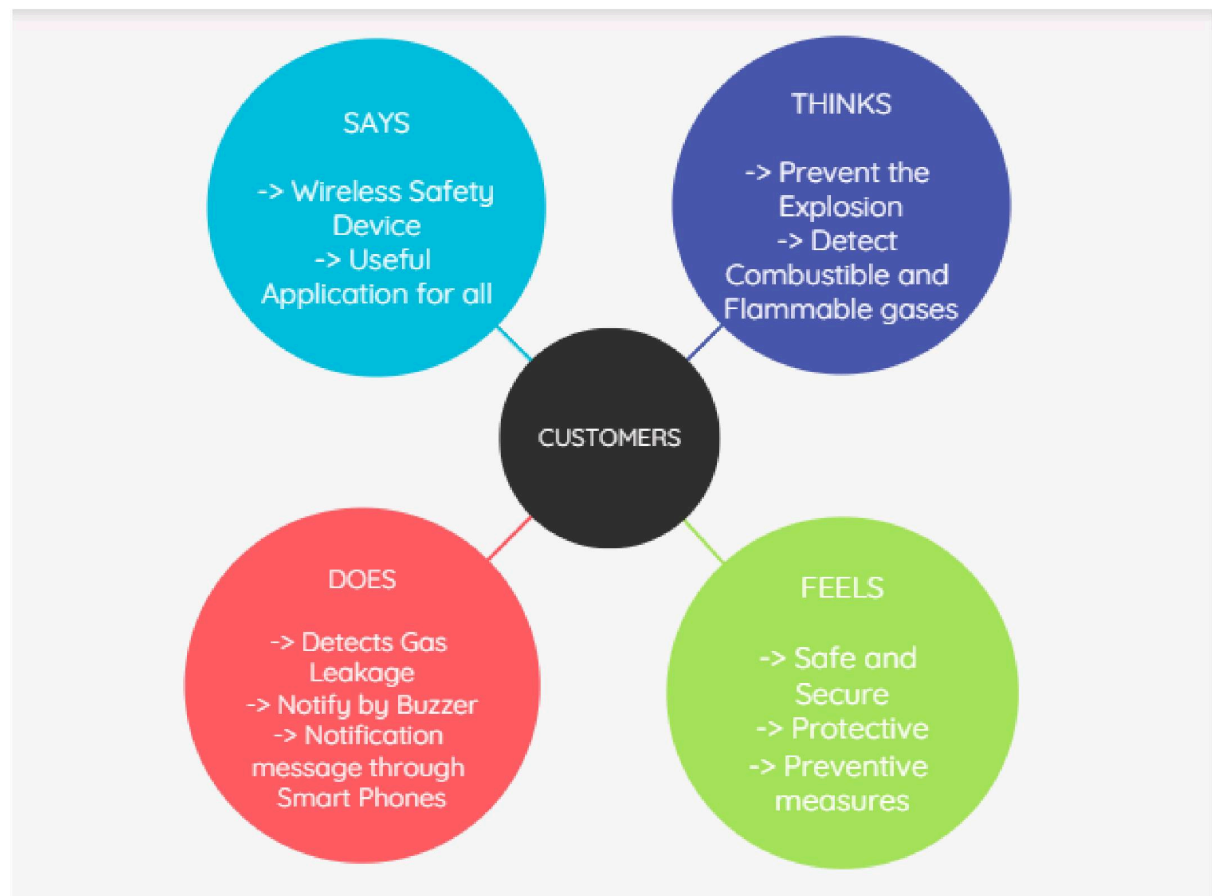 SAYS
-> Wireless Safety
Device
-> Useful
Application for all
THINKS
-> Prevent the
Explosion
-> Detect
Combustible and
Flammable gases
CUSTOMERS
DOES
-> Detects Gas
Leakage
-> Notify by Buzzer
-> Notification
message through
Smart Phones
FEELS
-> Safe and
Secure
-> Protective
-> Preventive
measures